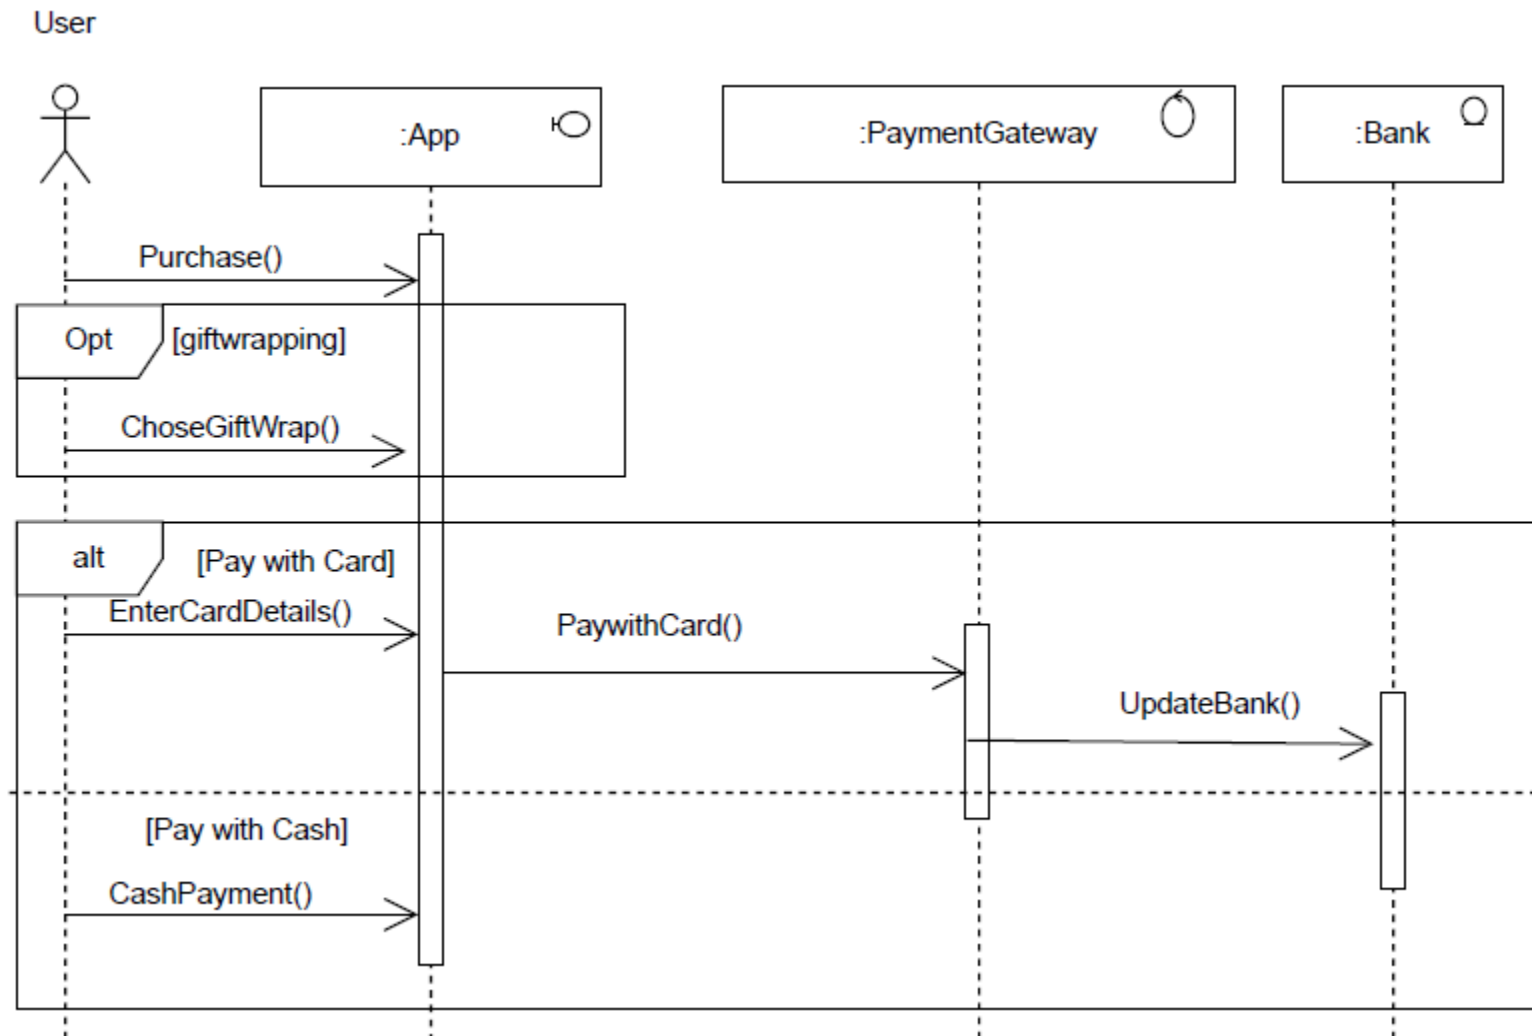 User
:App
:PaymentGateway
:Bank
Purchase()
Opt
[giftwrapping]
ChoseGiftWrap()
alt
[Pay with Card]
EnterCardDetails()
PaywithCard()
UpdateBank()
[Pay with Cash]
CashPayment()